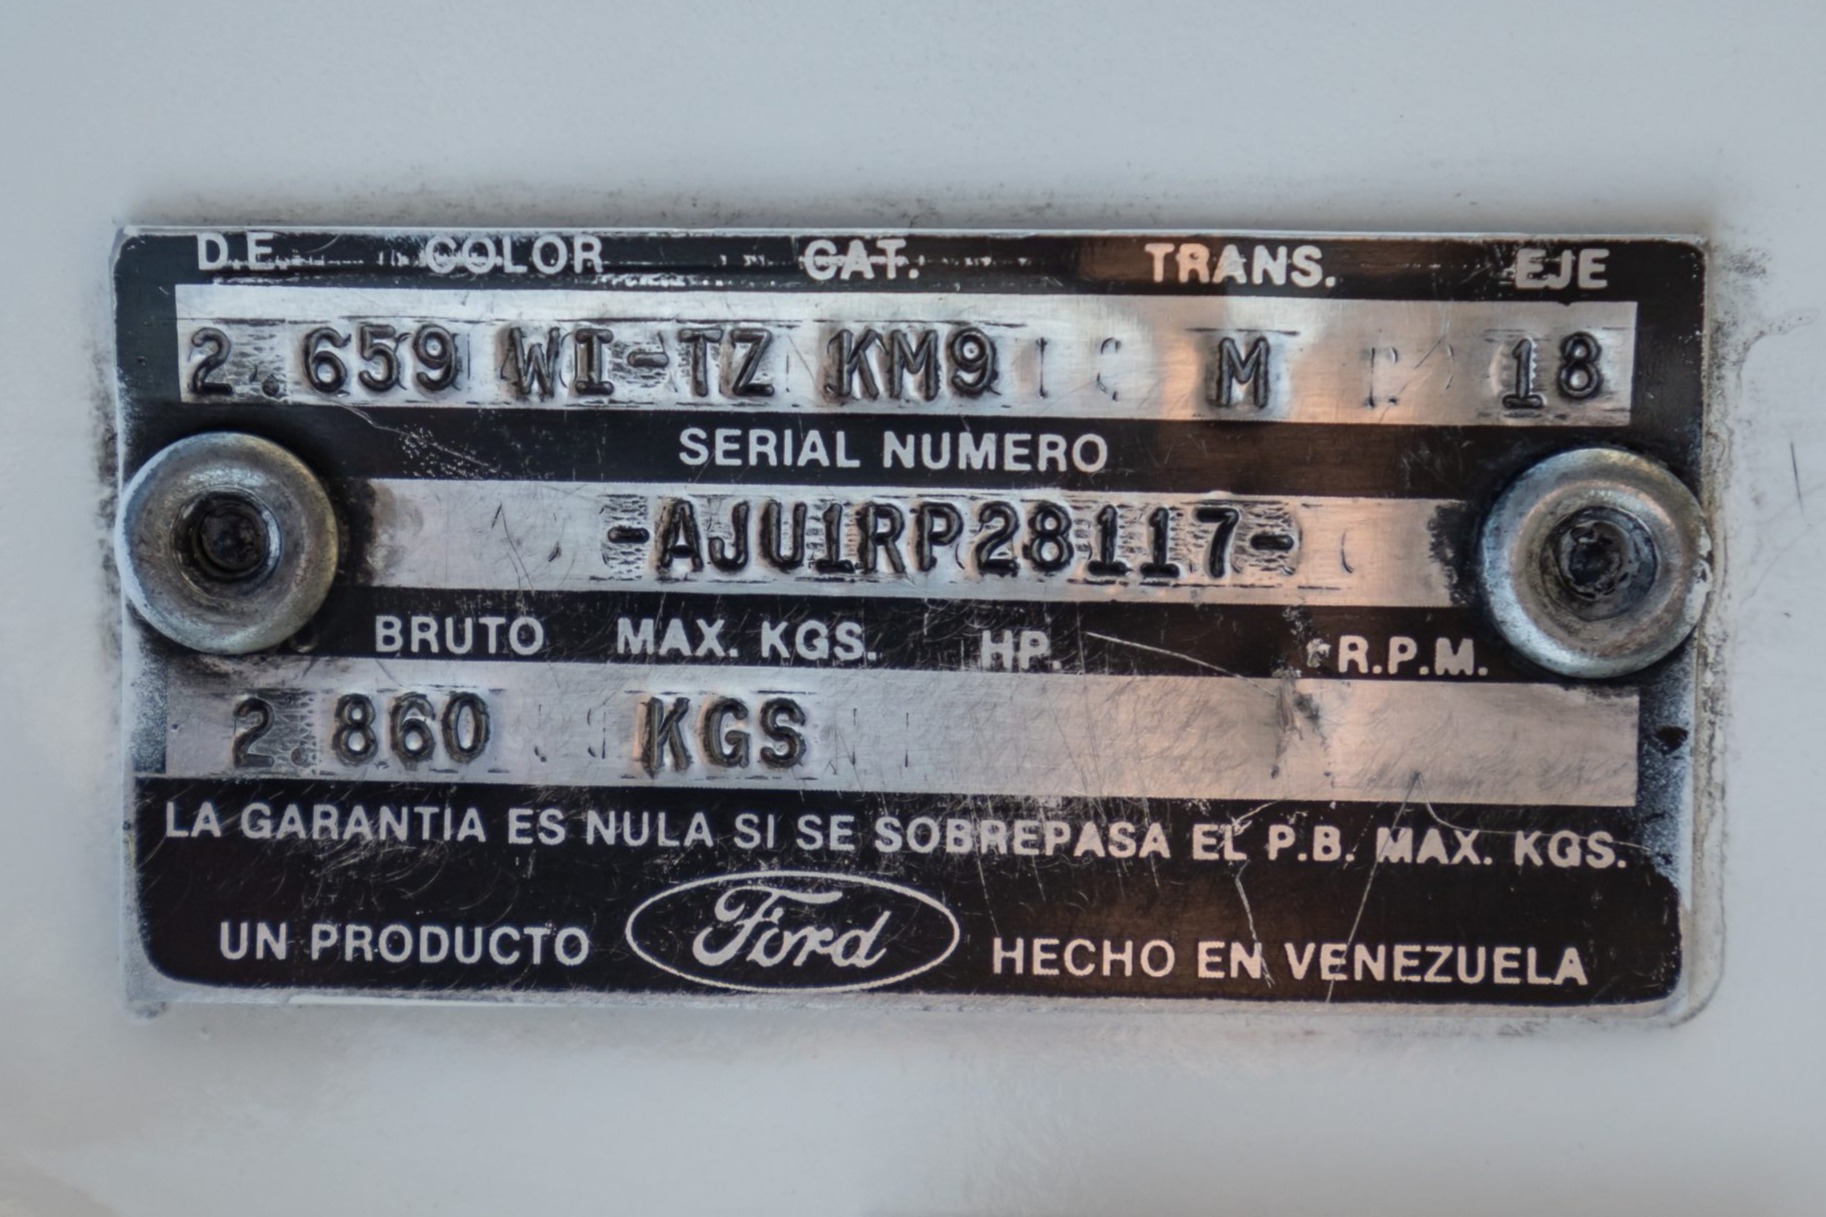 D.E. COLOR CAT. TRANS. EJE
2.659 WI-TZ KM9 M 18
SERIAL NUMERO
-AJU1RP28117-
BRUTO MAX. KGS. HP. R.P.M.
2.860 KGS
LA GARANTIA ES NULA SI SE SOBREPASA EL P.B. MAX. KGS.
UN PRODUCTO Ford HECHO EN VENEZUELA